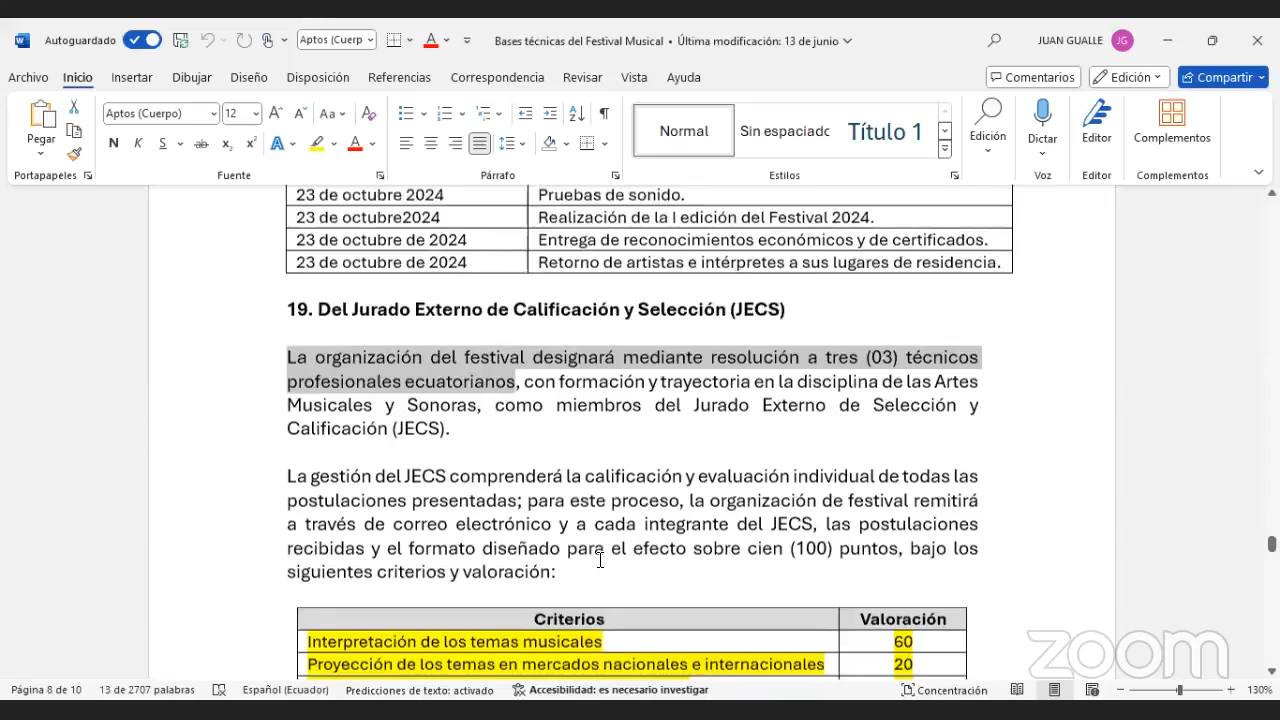 Autoguardado
Aptos (Cuerp
Bases técnicas del Festival Musical • Última modificación: 13 de junio
JUAN GUALLE
JG
Archivo Inicio Insertar Dibujar Diseño Disposición Referencias Correspondencia Revisar Vista Ayuda
Comentarios Edición Compartir
Pegar
Aptos (Cuerpo) 12
Normal Sin espaciado Título 1
Edición Dictar Editor Complementos
Portapapeles Fuente Párrafo Estilos Voz Editor Complementos
23 de octubre 2024 Pruebas de sonido.
23 de octubre2024 Realización de la I edición del Festival 2024.
23 de octubre de 2024 Entrega de reconocimientos económicos y de certificados.
23 de octubre de 2024 Retorno de artistas e intérpretes a sus lugares de residencia.
19. Del Jurado Externo de Calificación y Selección (JECS)
La organización del festival designará mediante resolución a tres (03) técnicos
profesionales ecuatorianos, con formación y trayectoria en la disciplina de las Artes
Musicales y Sonoras, como miembros del Jurado Externo de Selección y
Calificación (JECS).
La gestión del JECS comprenderá la calificación y evaluación individual de todas las
postulaciones presentadas; para este proceso, la organización de festival remitirá
a través de correo electrónico y a cada integrante del JECS, las postulaciones
recibidas y el formato diseñado para el efecto sobre cien (100) puntos, bajo los
siguientes criterios y valoración:
Criterios Valoración
Interpretación de los temas musicales 60
Proyección de los temas en mercados nacionales e internacionales 20
zoom
Página 8 de 10 13 de 2707 palabras Español (Ecuador) Predicciones de texto: activado Accesibilidad: es necesario investigar Concentración 130%